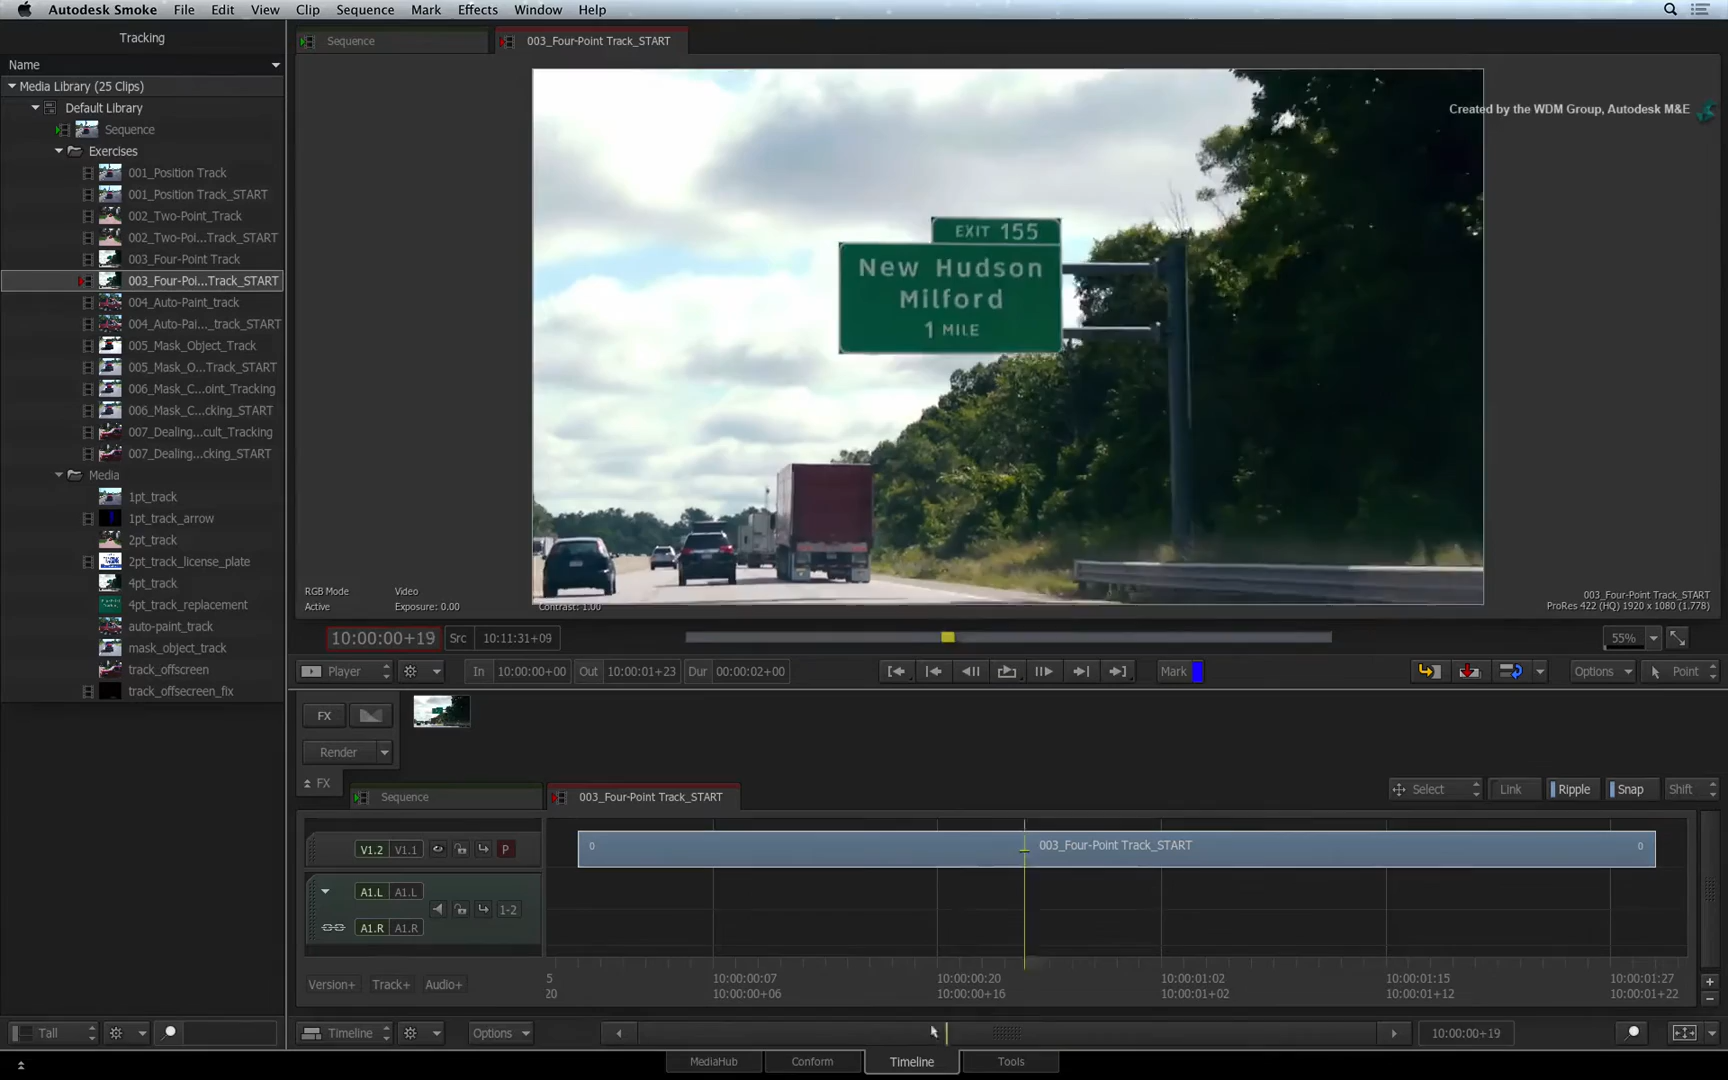 Autodesk Smoke File Edit View Clip Sequence Mark Effects Window Help
Tracking
Name
Media Library (25 Clips)
Default Library
Sequence
Exercises
001_Position Track
001_Position Track_START
002_Two-Point_Track
002_Two-Poi...Track_START
003_Four-Point Track
003_Four-Poi...Track_START
004_Auto-Paint_track
004_Auto-Pai..._track_START
005_Mask_Object_Track
005_Mask_O...Track_START
006_Mask_C...oint_Tracking
006_Mask_C...cking_START
007_Dealing...cult_Tracking
007_Dealing...cking_START
Media
1pt_track
1pt_track_arrow
2pt_track
2pt_track_license_plate
4pt_track
4pt_track_replacement
auto-paint_track
mask_object_track
track_offscreen
track_offsecreen_fix
Tall
Sequence 003_Four-Point Track_START
Created by the WDM Group, Autodesk M&E
EXIT 155
New Hudson
Milford
1 MILE
RGB Mode Video
Active Exposure: 0.00 Contrast: 1.00
003_Four-Point Track_START
ProRes 422 (HQ) 1920 x 1080 (1.778)
10:00:00+19 Src 10:11:31+09 55%
Player In 10:00:00+00 Out 10:00:01+23 Dur 00:00:02+00 Mark Options Point
FX
Render
FX
Sequence 003_Four-Point Track_START Select Link Ripple Snap Shift
V1.2 V1.1 P 0 003_Four-Point Track_START 0
A1.L A1.L 1-2
A1.R A1.R
5 10:00:00:07 10:00:00:20 10:00:01:02 10:00:01:15 10:00:01:27
20 10:00:00+06 10:00:00+16 10:00:01+02 10:00:01+12 10:00:01+22
Version+ Track+ Audio+
Timeline Options 10:00:00+19
MediaHub Conform Timeline Tools